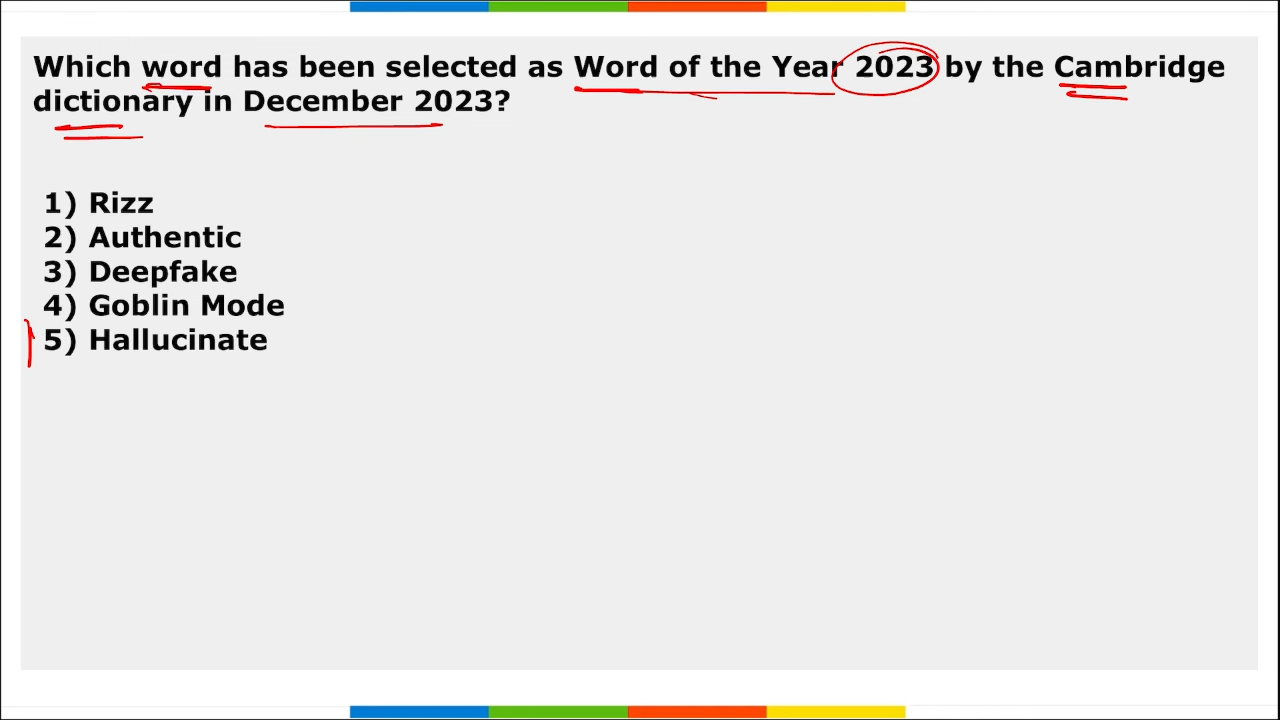 Which word has been selected as Word of the Year 2023 by the Cambridge
dictionary in December 2023?
1) Rizz
2) Authentic
3) Deepfake
4) Goblin Mode
5) Hallucinate